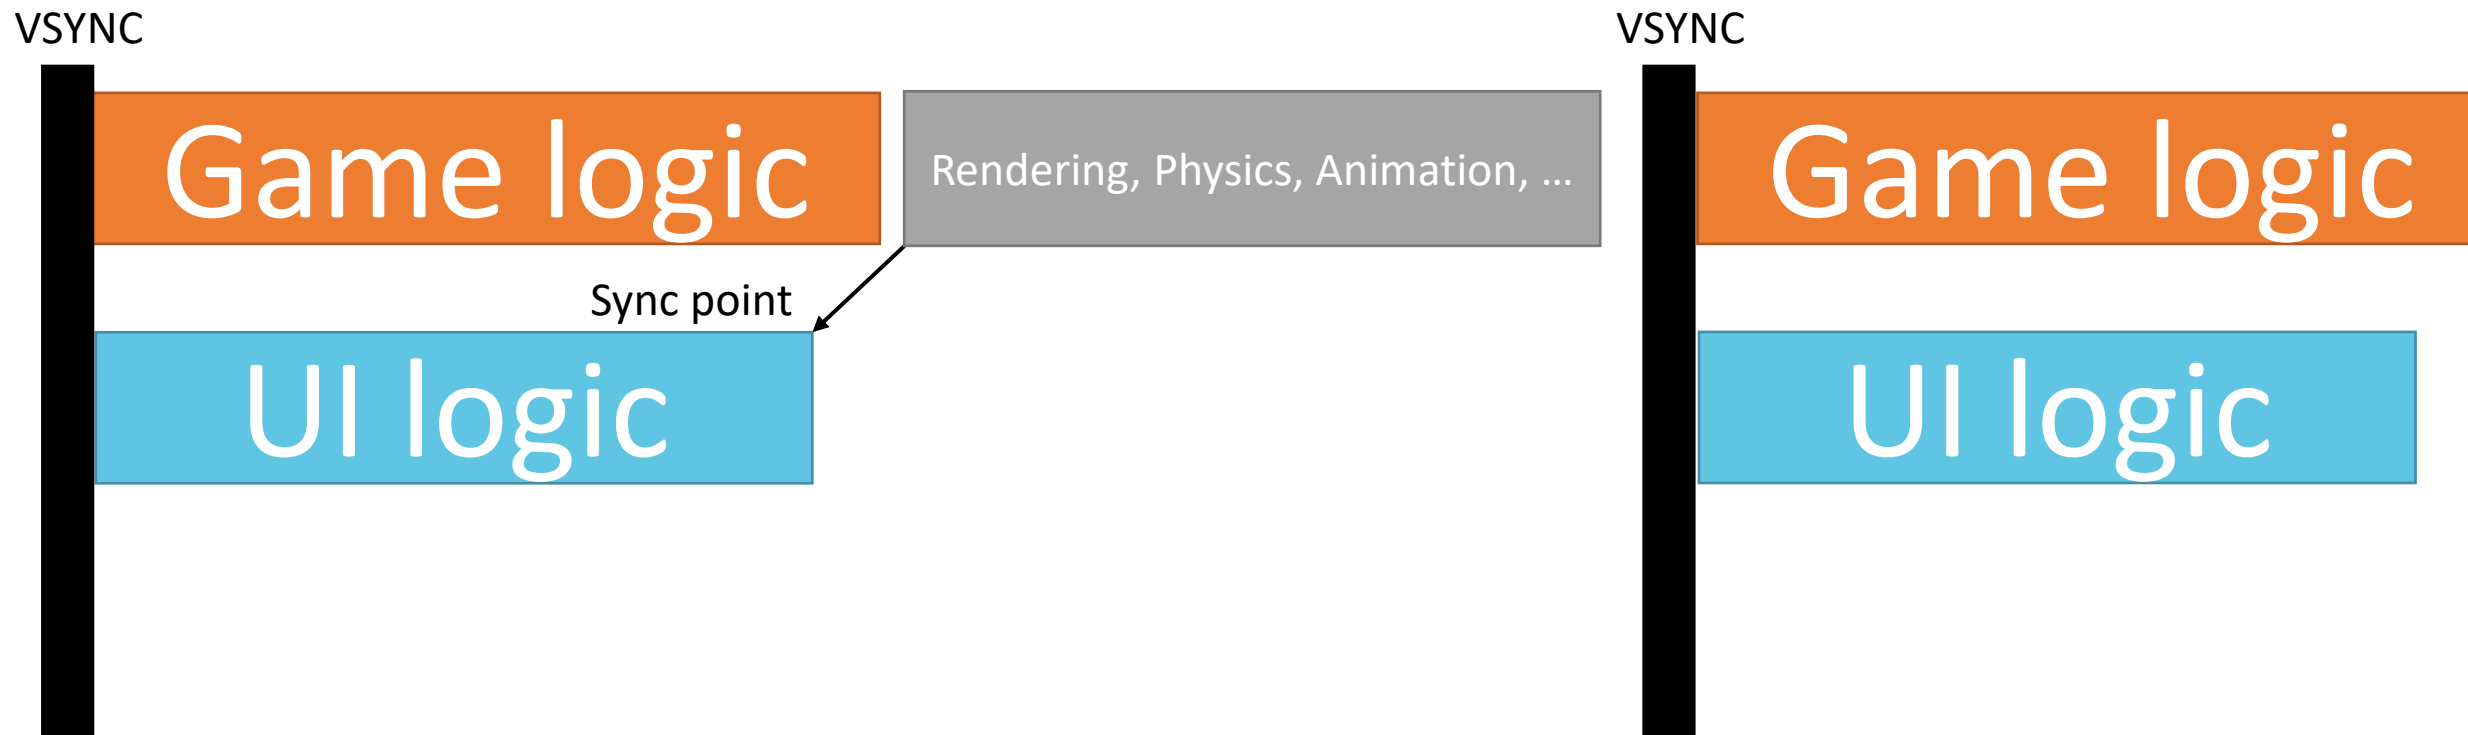 VSYNC
VSYNC
Game logic
Rendering, Physics, Animation, ...
Game logic
Sync point
UI logic
UI logic